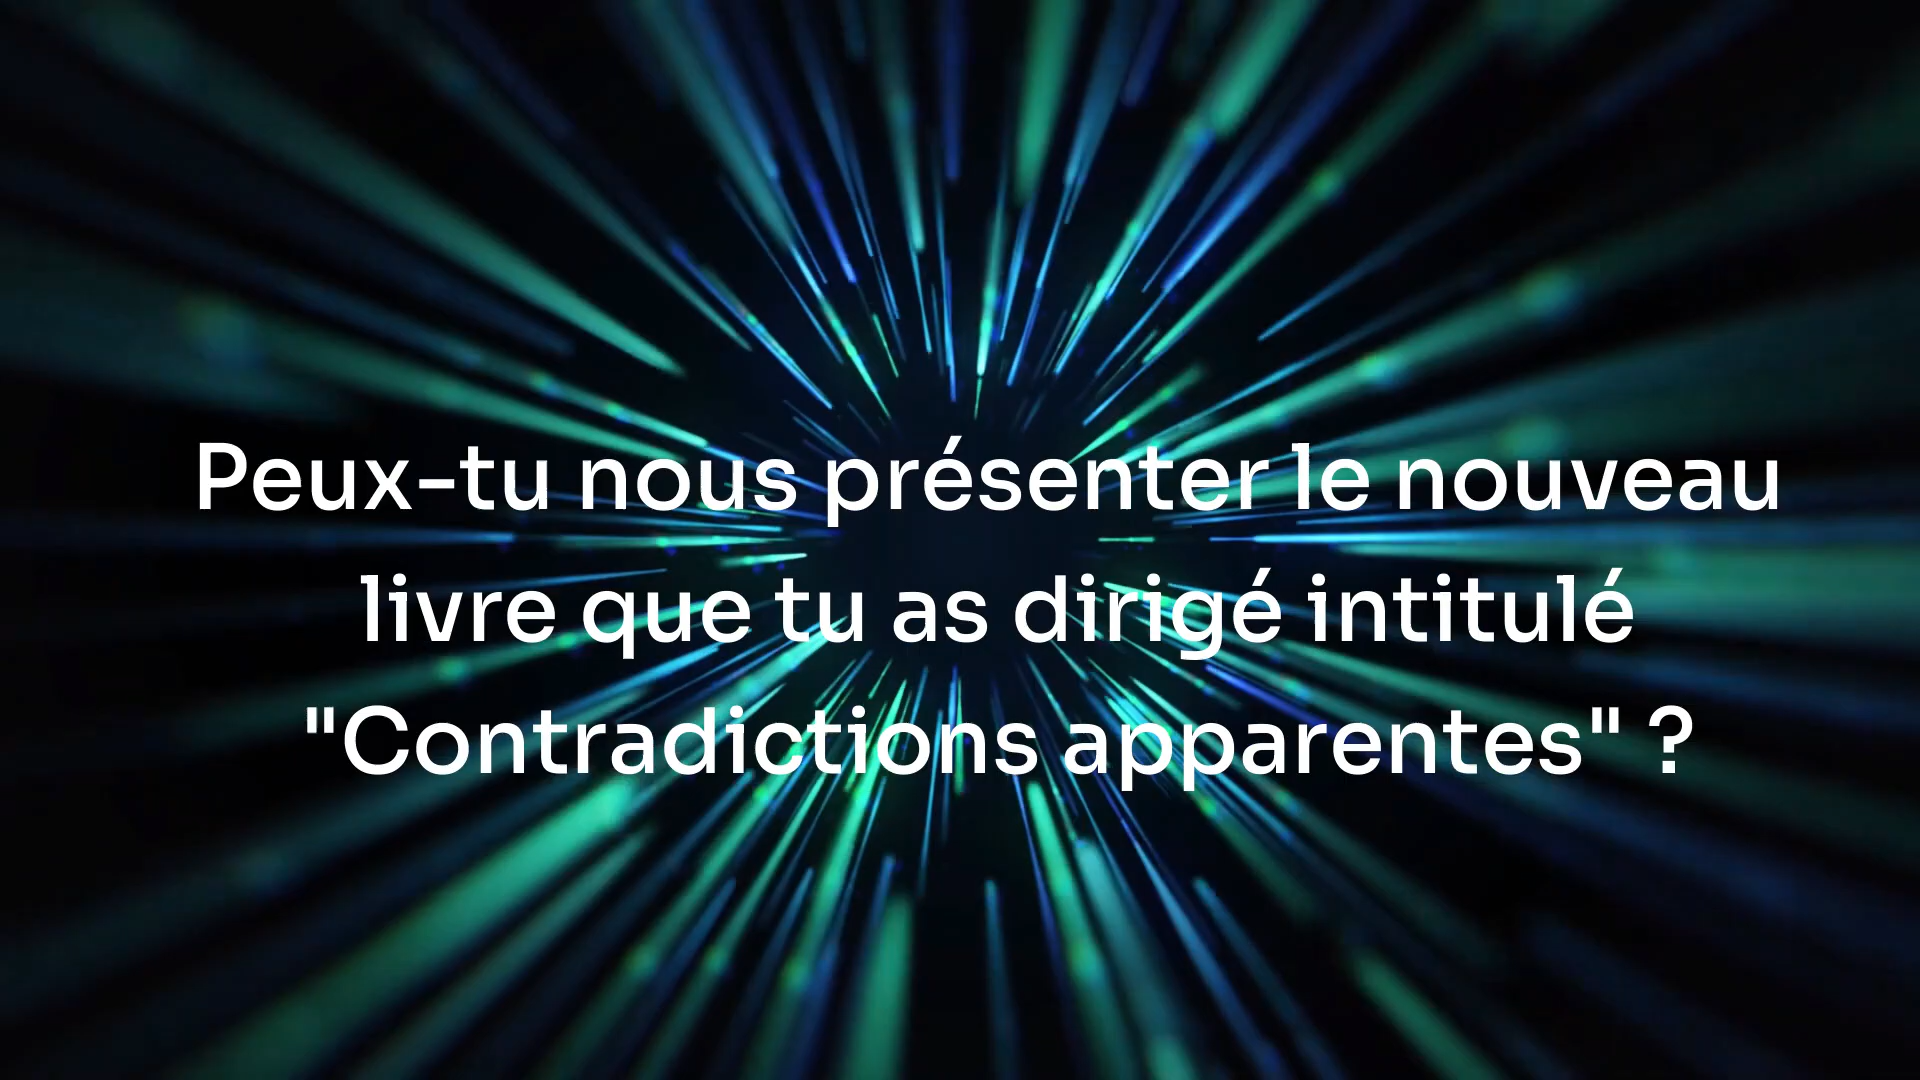 Peux-tu nous présenter le nouveau
livre que tu as dirigé intitulé
"Contradictions apparentes" ?